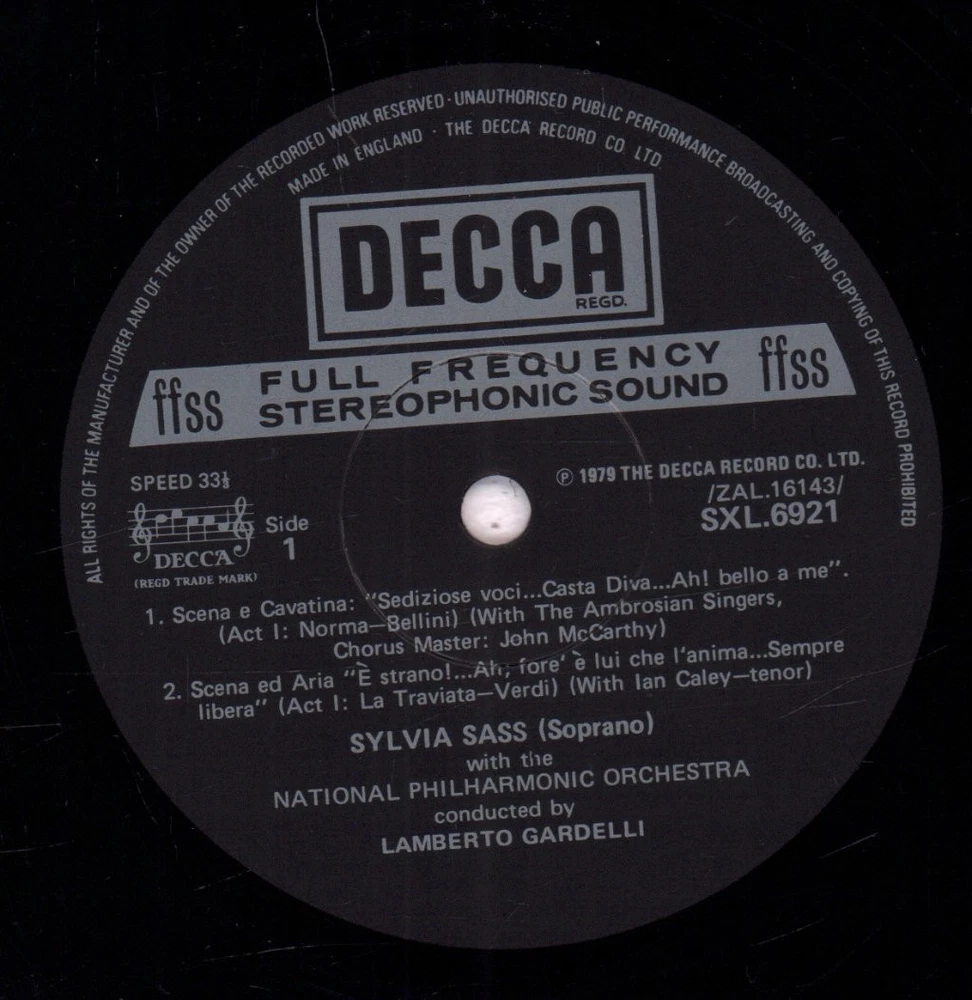 ALL RIGHTS OF THE MANUFACTURER AND OF THE OWNER OF THE RECORDED WORK RESERVED · UNAUTHORISED PUBLIC PERFORMANCE BROADCASTING AND COPYING OF THIS RECORD PROHIBITED
MADE IN ENGLAND · THE DECCA RECORD CO LTD
DECCA
REGD.
ffss
FULL FREQUENCY
STEREOPHONIC SOUND
ffss
SPEED 33⅓
℗ 1979 THE DECCA RECORD CO. LTD.
/ZAL.16143/
SXL.6921
Side
1
DECCA
(REGD TRADE MARK)
1. Scena e Cavatina: "Sediziose voci...Casta Diva...Ah! bello a me".
(Act I: Norma—Bellini) (With The Ambrosian Singers,
Chorus Master: John McCarthy)
2. Scena ed Aria "È strano!...Ah, fore' è lui che l'anima...Sempre
libera" (Act I: La Traviata—Verdi) (With Ian Caley—tenor)
SYLVIA SASS (Soprano)
with the
NATIONAL PHILHARMONIC ORCHESTRA
conducted by
LAMBERTO GARDELLI